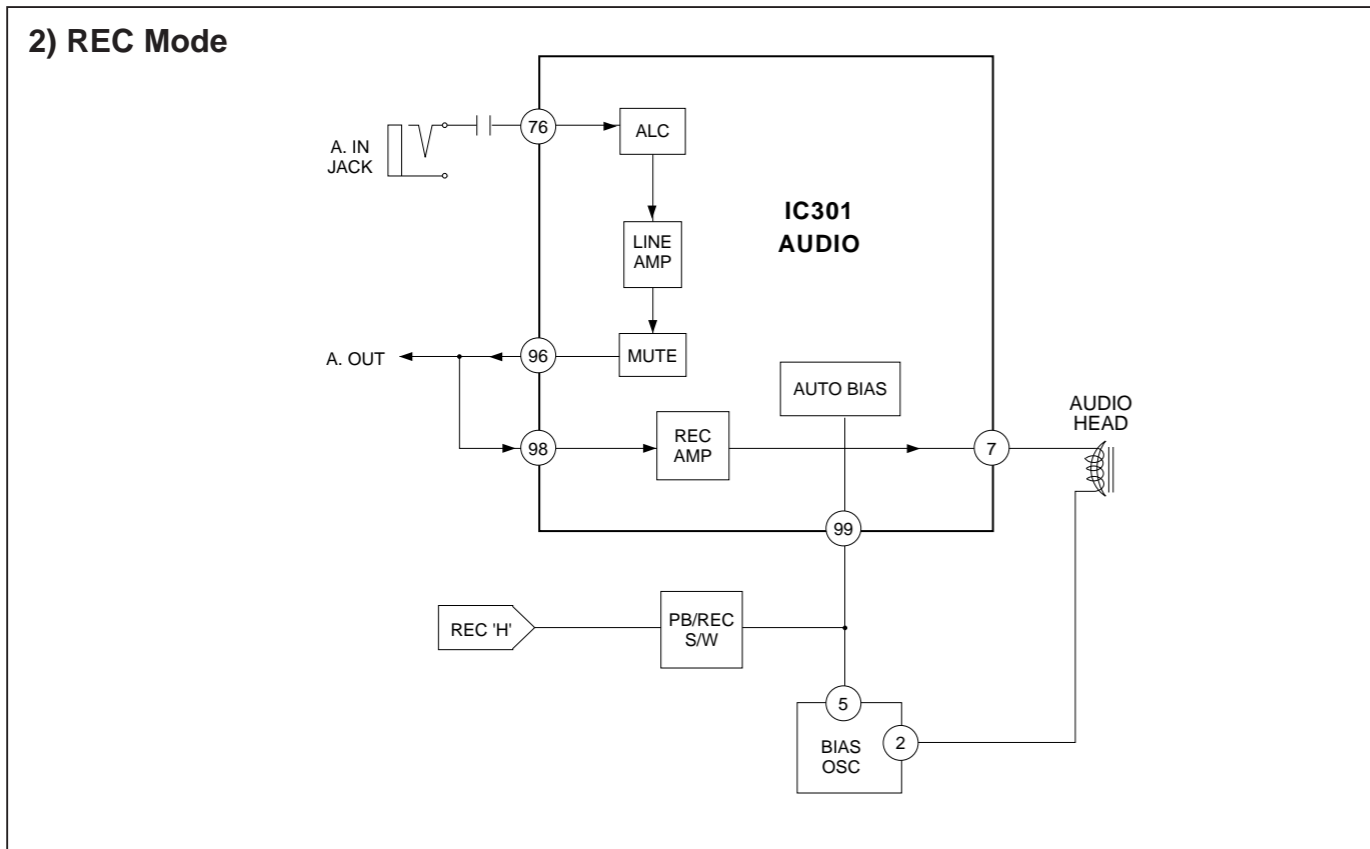 2) REC Mode
A. IN
JACK
76
ALC
IC301
AUDIO
LINE
AMP
A. OUT
96
MUTE
AUTO BIAS
AUDIO
HEAD
98
REC
AMP
7
99
REC 'H'
PB/REC
S/W
5
BIAS
OSC
2